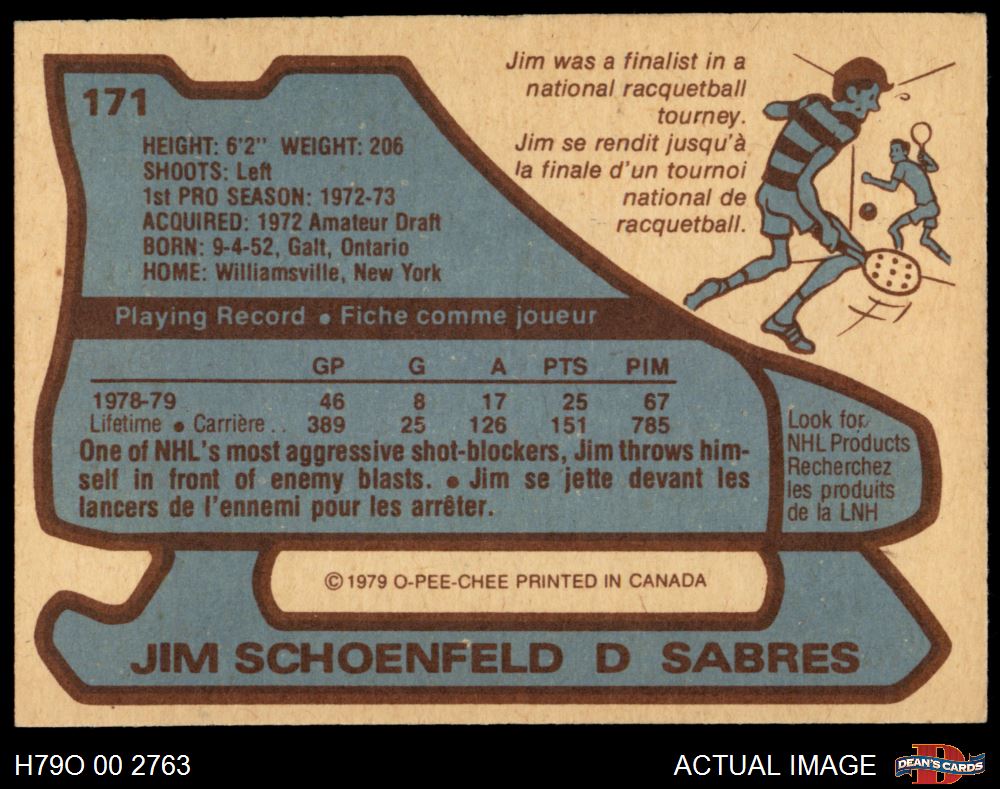 171
HEIGHT: 6'2" WEIGHT: 206
SHOOTS: Left
1st PRO SEASON: 1972-73
ACQUIRED: 1972 Amateur Draft
BORN: 9-4-52, Galt, Ontario
HOME: Williamsville, New York
Jim was a finalist in a
national racquetball
tourney.
Jim se rendit jusqu'à
la finale d'un tournoi
national de
racquetball.
Playing Record • Fiche comme joueur
GP G A PTS PIM
1978-79 46 8 17 25 67
Lifetime • Carrière .. 389 25 126 151 785
One of NHL's most aggressive shot-blockers, Jim throws him-
self in front of enemy blasts. • Jim se jette devant les
lancers de l'ennemi pour les arrêter.
Look for
NHL Products
Recherchez
les produits
de la LNH
© 1979 O-PEE-CHEE PRINTED IN CANADA
JIM SCHOENFELD D SABRES
H79O 00 2763
ACTUAL IMAGE
D
DEAN'S CARDS